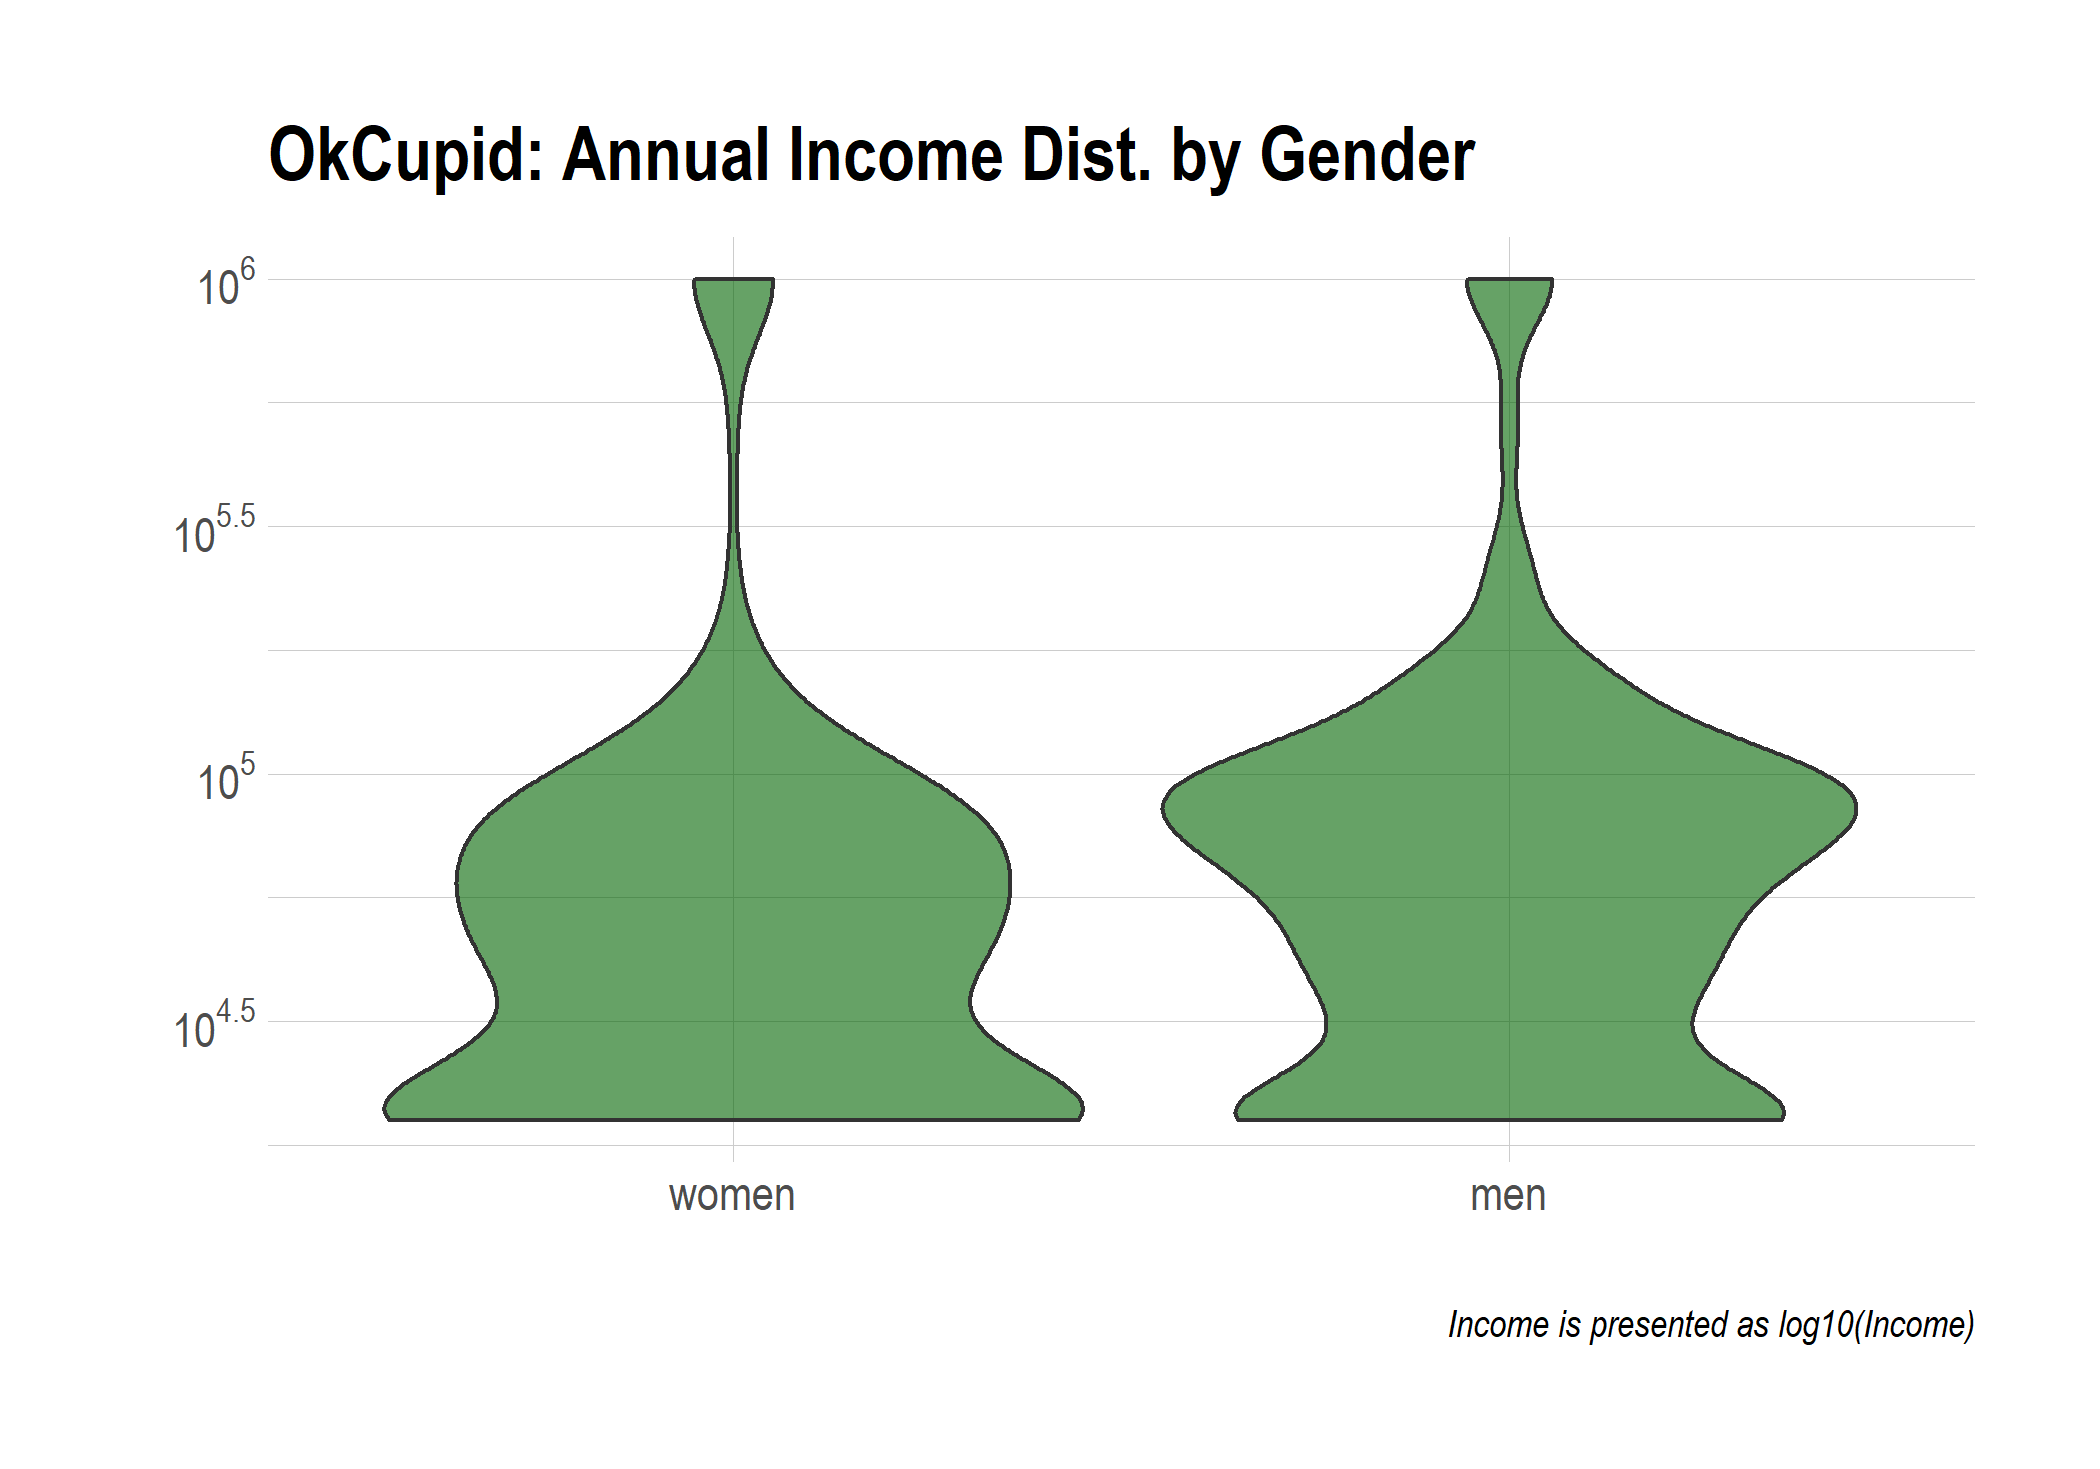 OkCupid: Annual Income Dist. by Gender
10^6
10^5.5
10^5
10^4.5
women men
Income is presented as log10(Income)